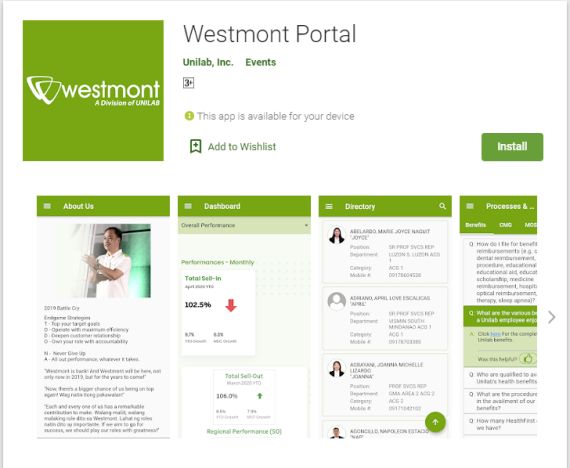 Westmont Portal
Unilab, Inc. Events
3+
This app is available for your device
Add to Wishlist
Install
westmont
A Division of UNILAB
About Us
2019 Battle Cry
Endgame Strategies
T - Top your target goals
O - Operate with maximum efficiency
D - Deepen customer relationship
O - Own your role with accountability
N - Never Give Up
A - All out performance, whatever it takes.
"Westmont is back! And Westmont will be here, not
only now in 2019, but for the years to come!"
"Now, there's a bigger chance of us being on top
again! Wag natin nong pakawalan!"
"Each and every one of us has a remarkable
contribution to make. Walang maliit, walang
malaking role dito sa Westmont. Lahat ng roles
natin dito ay importante. If we aim to go for
success, we should play our roles with greatness!"
Dashboard
Overall Performance
Performances - Monthly
Total Sell-In
April 2020 YTD
102.5%
YTD Growth
MDC Growth
Total Sell-Out
March 2020 YTD
106.0%
YTD Growth
MDC Growth
Regional Performance (SO)
Directory
ABELARDO, MARIE JOYCE NAGUIT
"JOYCE"
Position: SR PROF SVCS REP
Department: LUZON S. LUZON ACG
1
Category: ACG 1
Mobile #:
ADRIANO, APRIL LOVE ESCALICAS
"APRIL"
Position: SR PROF SVCS REP
Department: VISMIN SOUTH
MINDANAO ACG 1
Category: ACG 1
Mobile #:
AGBAYANI, JOANNA MICHELLE
LIZARDO
"JOANNA"
Position: PROF SVCS REP
Department: GMA AREA 2 ACG 2
Category: ACG 2
Mobile #:
AGONCILLO, NAPOLEON ESTACIO
Processes & ...
Benefits CMG MOS
Q: How do I file for benefit
reimbursements (e.g. s
dental reimbursement,
procedure, educational
educational aid, educat
scholarship, medicine
reimbursement, hospita
optical reimbursement,
therapy, sleep apnea)?
Q: What are the various be
a Unilab employee enjoy
A: Click here For the comple
Unilab benefits.
Was this helpful?
Q: Who are qualified to av
Unilab's health benefits
Q: What are the procedure
in the availment of our
benefits?
Q: How many HealthFirst
we have?